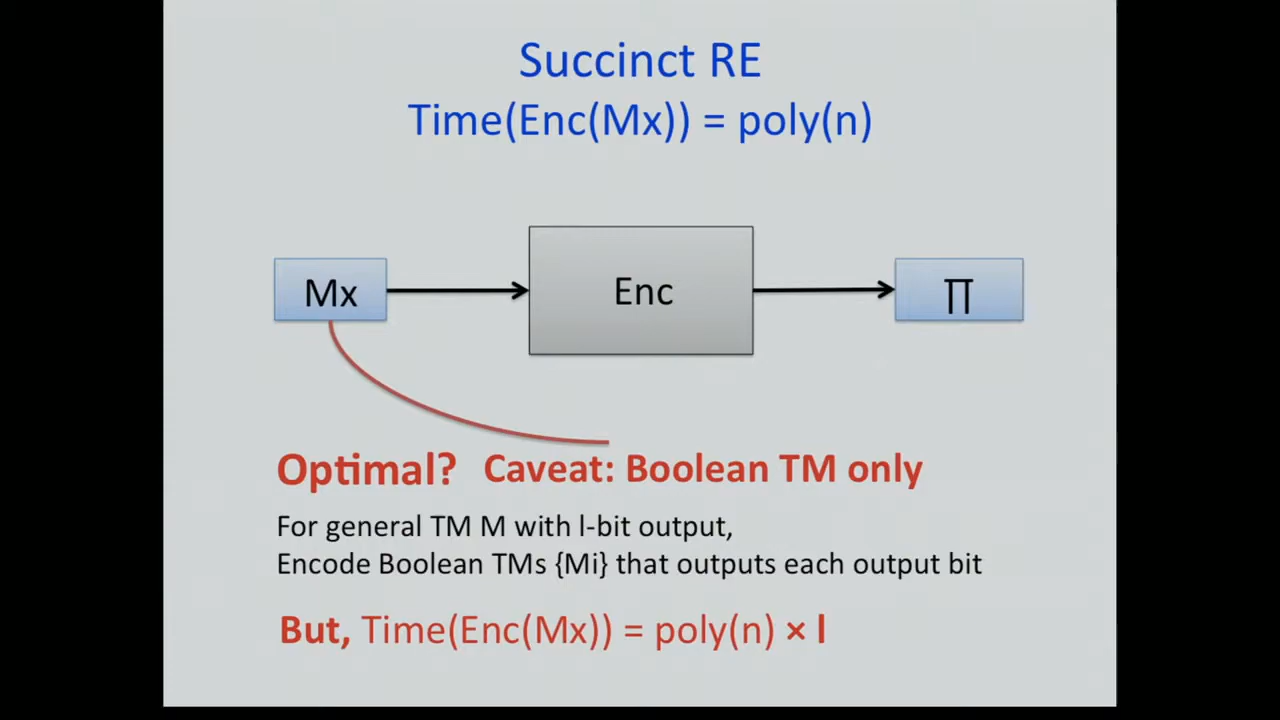 Succinct RE
Time(Enc(Mx)) = poly(n)
Mx
Enc
∏
Optimal? Caveat: Boolean TM only
For general TM M with l-bit output,
Encode Boolean TMs {Mi} that outputs each output bit
But, Time(Enc(Mx)) = poly(n) × l